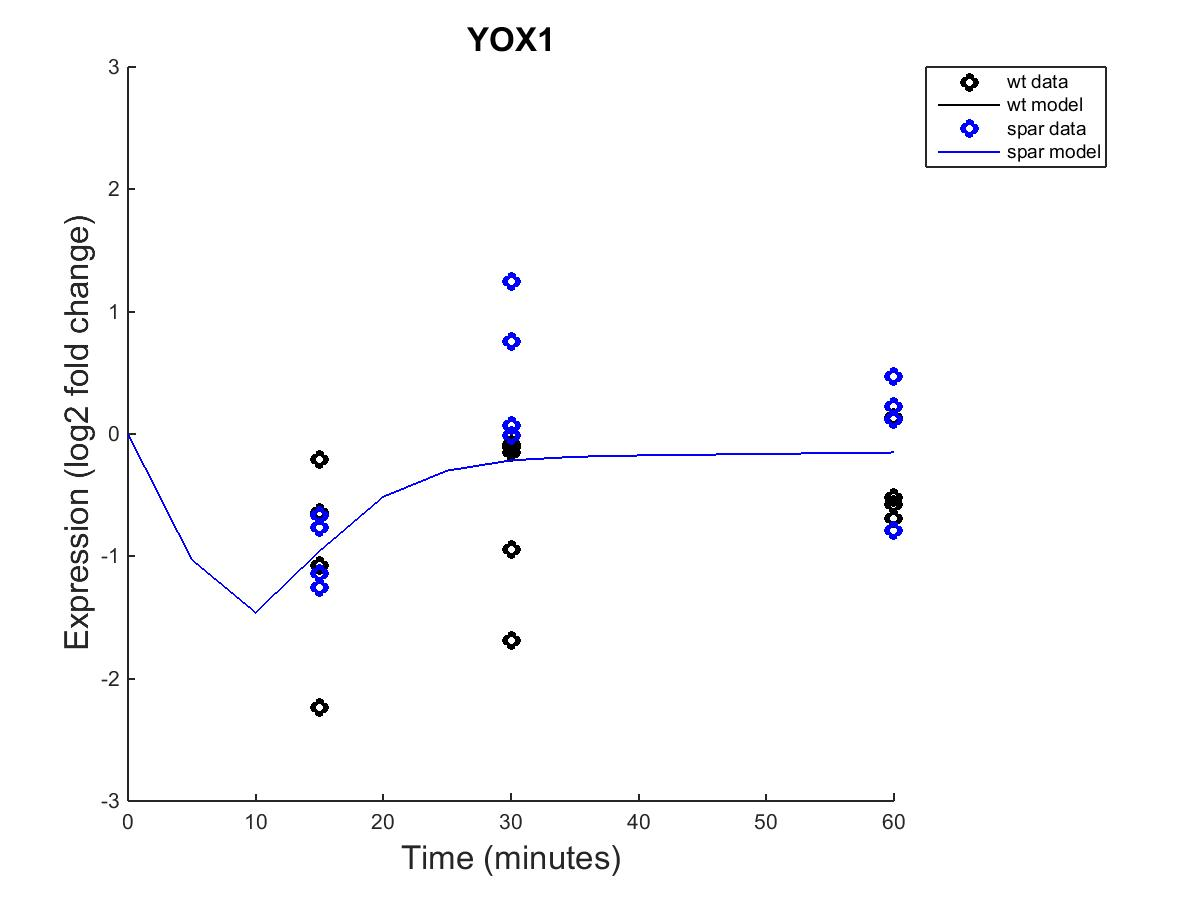 YOX1
wt data
wt model
spar data
spar model
Expression (log2 fold change)
3
2
1
0
-1
-2
-3
0 10 20 30 40 50 60
Time (minutes)